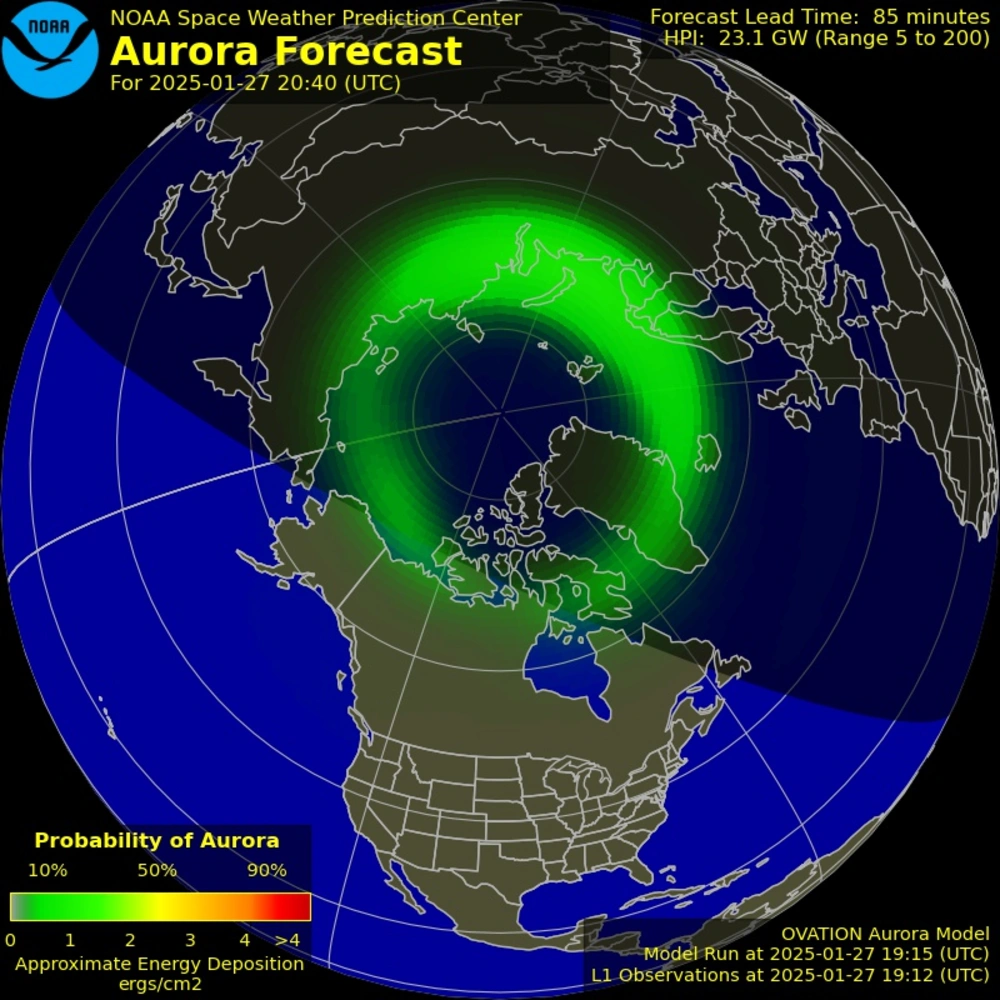 NOAA
NOAA Space Weather Prediction Center
Aurora Forecast
For 2025-01-27 20:40 (UTC)
Forecast Lead Time: 85 minutes
HPI: 23.1 GW (Range 5 to 200)
Probability of Aurora
10% 50% 90%
0 1 2 3 4 >4
Approximate Energy Deposition
ergs/cm2
OVATION Aurora Model
Model Run at 2025-01-27 19:15 (UTC)
L1 Observations at 2025-01-27 19:12 (UTC)